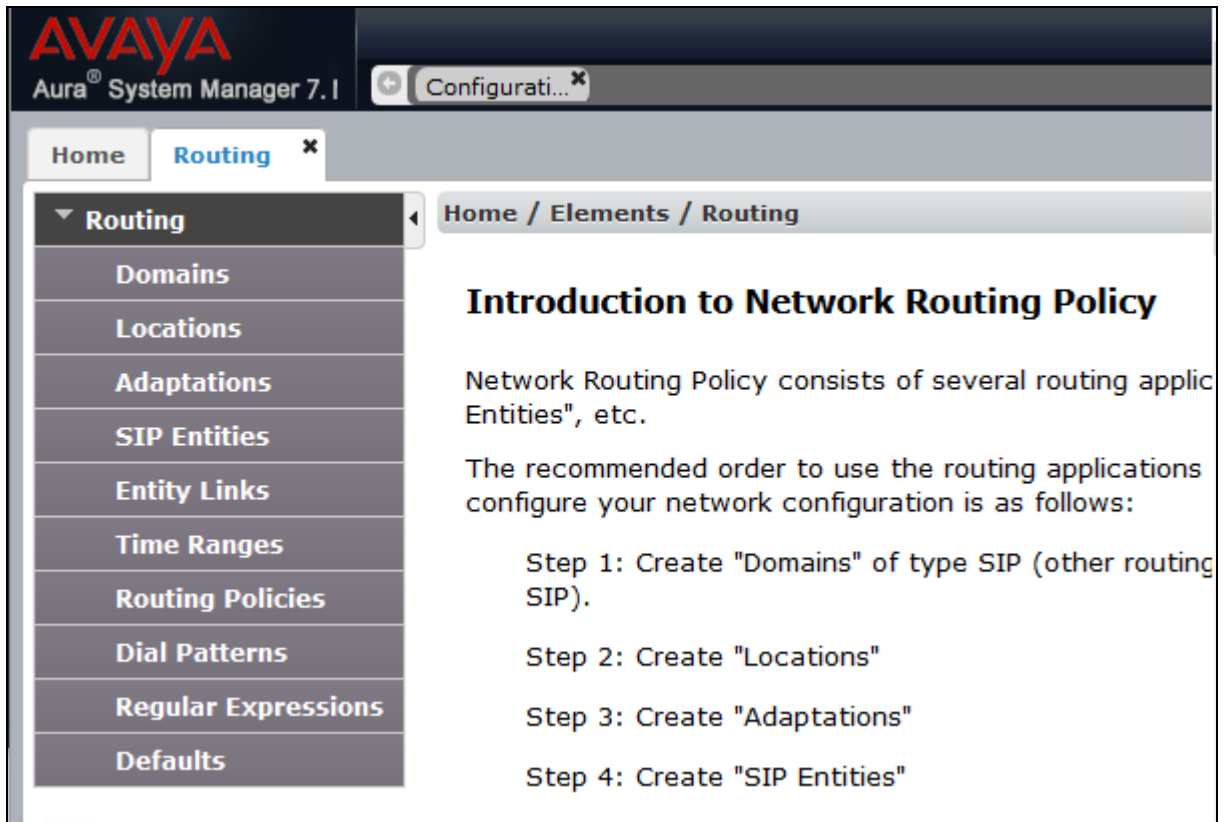 AVAYA
Aura® System Manager 7.1
Configurati...
Home
Routing
Routing
Domains
Locations
Adaptations
SIP Entities
Entity Links
Time Ranges
Routing Policies
Dial Patterns
Regular Expressions
Defaults
Home / Elements / Routing
Introduction to Network Routing Policy
Network Routing Policy consists of several routing applic
Entities", etc.
The recommended order to use the routing applications
configure your network configuration is as follows:
Step 1: Create "Domains" of type SIP (other routing
SIP).
Step 2: Create "Locations"
Step 3: Create "Adaptations"
Step 4: Create "SIP Entities"